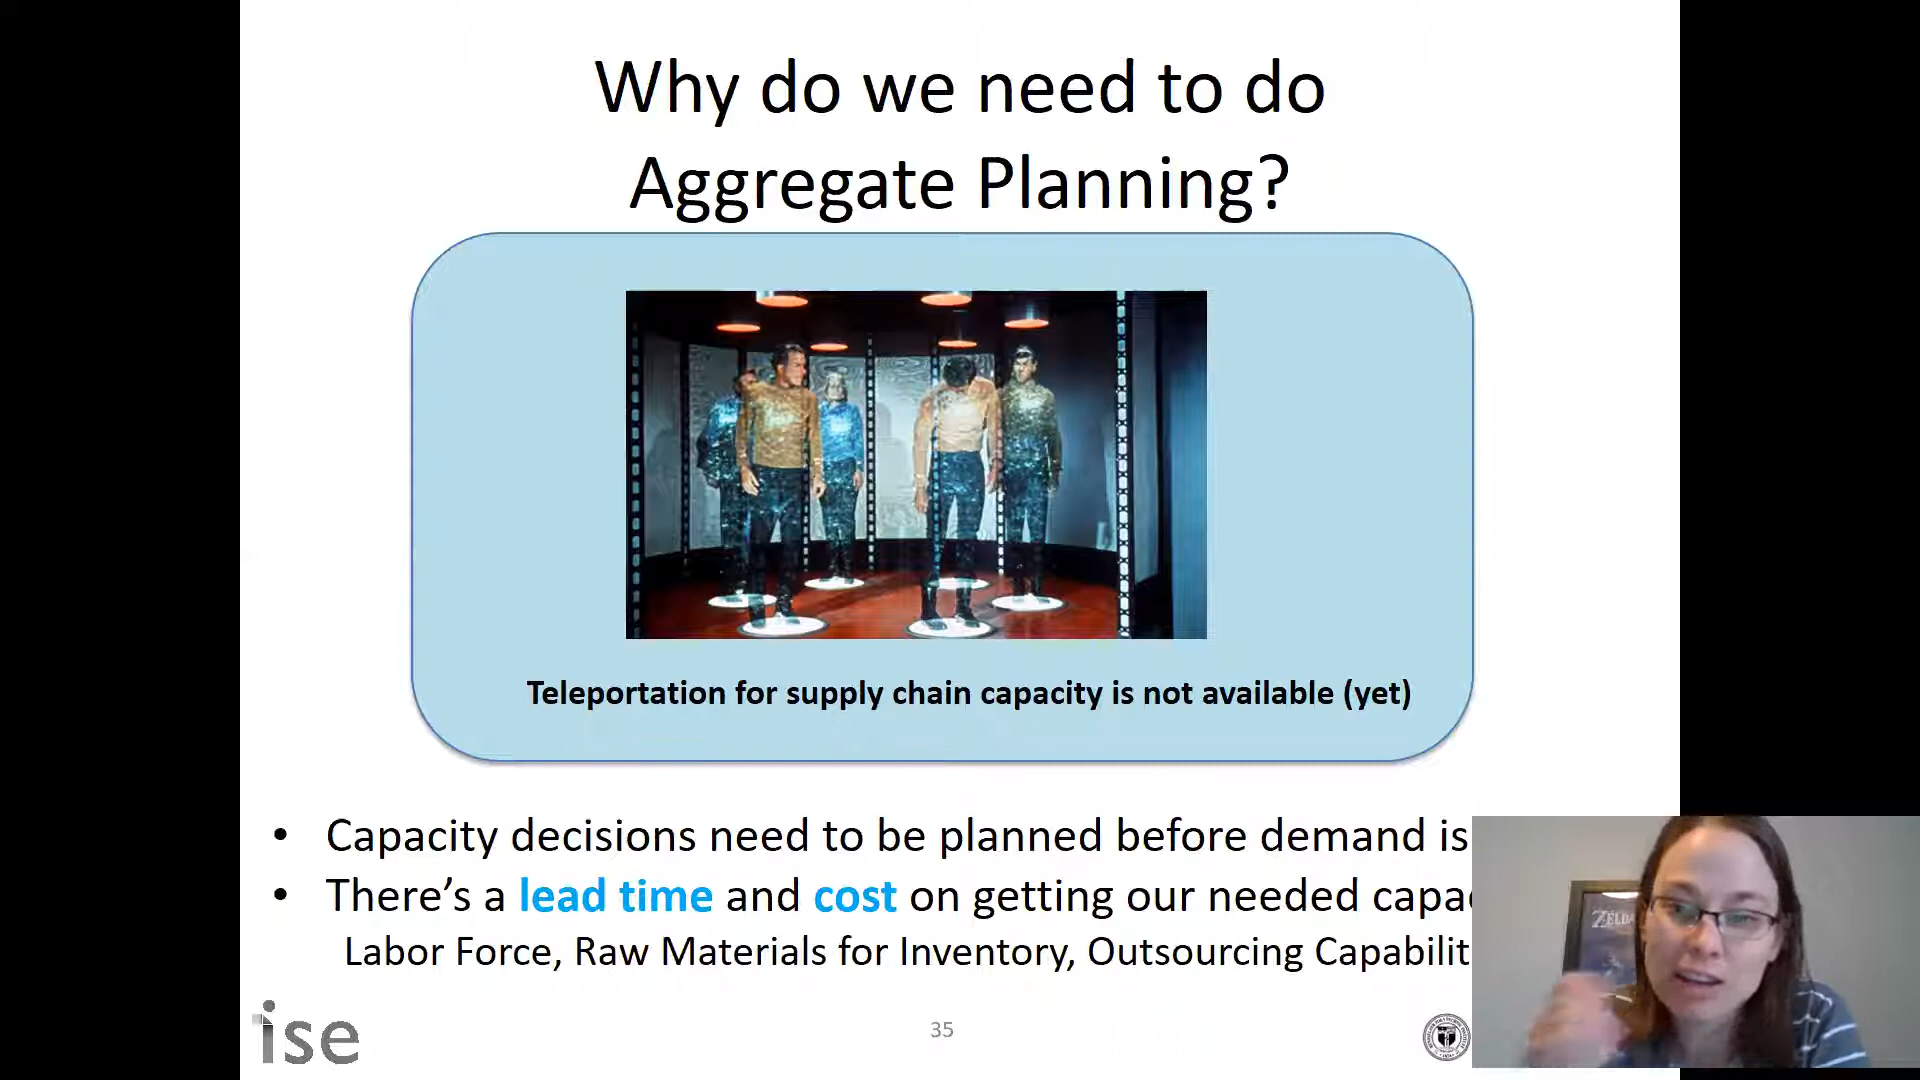 Why do we need to do
Aggregate Planning?
Teleportation for supply chain capacity is not available (yet)
• Capacity decisions need to be planned before demand is
• There's a lead time and cost on getting our needed capac
Labor Force, Raw Materials for Inventory, Outsourcing Capabilit
ZELDA
ise
35